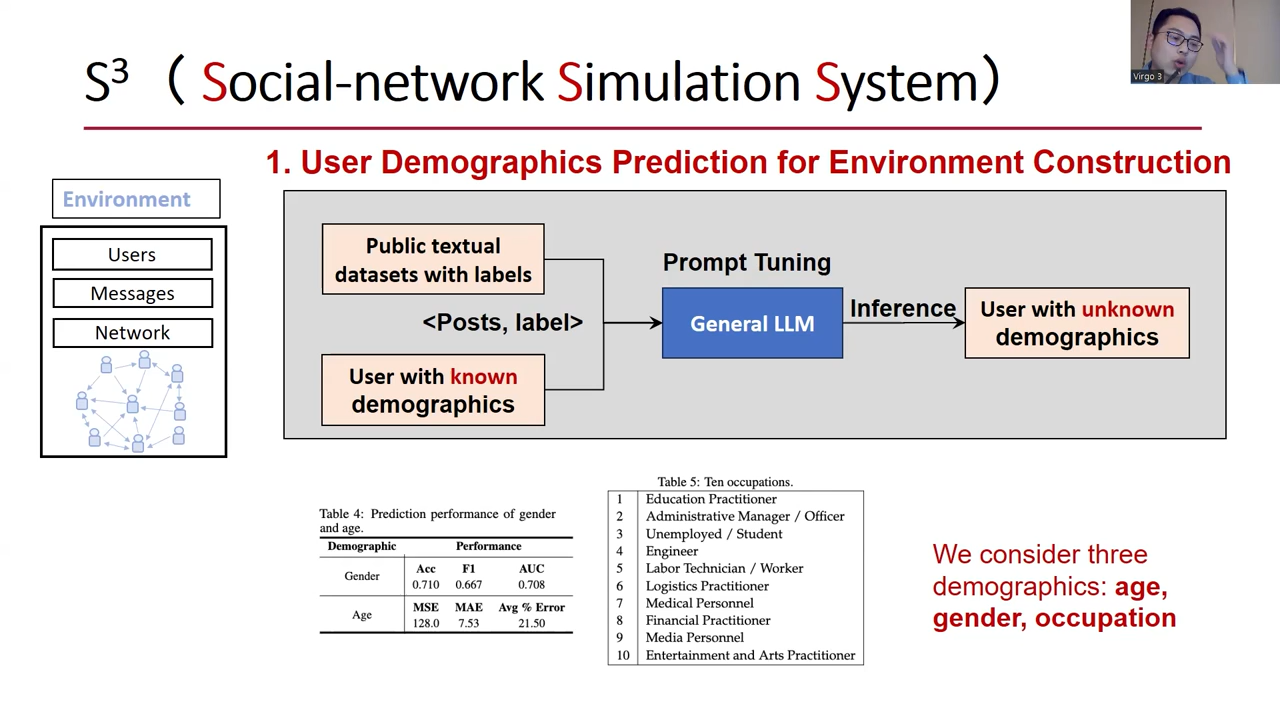 S³（ Social-network Simulation System）
Virgo 3
1. User Demographics Prediction for Environment Construction
Environment
Users
Messages
Network
Public textual
datasets with labels
<Posts, label>
User with known
demographics
Prompt Tuning
General LLM
Inference
User with unknown
demographics
Table 4: Prediction performance of gender
and age.
Demographic Performance
Gender Acc F1 AUC
0.710 0.667 0.708
Age MSE MAE Avg % Error
128.0 7.53 21.50
Table 5: Ten occupations.
1 Education Practitioner
2 Administrative Manager / Officer
3 Unemployed / Student
4 Engineer
5 Labor Technician / Worker
6 Logistics Practitioner
7 Medical Personnel
8 Financial Practitioner
9 Media Personnel
10 Entertainment and Arts Practitioner
We consider three
demographics: age,
gender, occupation